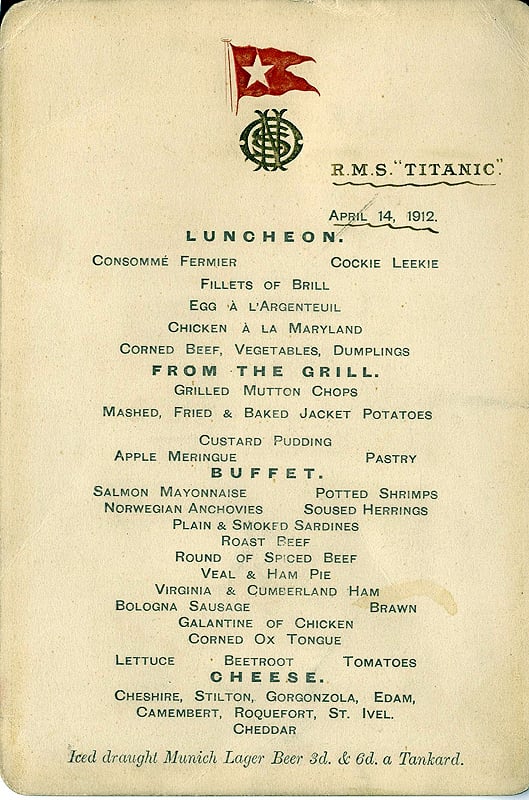 R.M.S. "TITANIC".
APRIL 14, 1912.
LUNCHEON.
CONSOMMÉ FERMIER COCKIE LEEKIE
FILLETS OF BRILL
EGG À L'ARGENTEUIL
CHICKEN À LA MARYLAND
CORNED BEEF, VEGETABLES, DUMPLINGS
FROM THE GRILL.
GRILLED MUTTON CHOPS
MASHED, FRIED & BAKED JACKET POTATOES
CUSTARD PUDDING
APPLE MERINGUE PASTRY
BUFFET.
SALMON MAYONNAISE POTTED SHRIMPS
NORWEGIAN ANCHOVIES SOUSED HERRINGS
PLAIN & SMOKED SARDINES
ROAST BEEF
ROUND OF SPICED BEEF
VEAL & HAM PIE
VIRGINIA & CUMBERLAND HAM
BOLOGNA SAUSAGE BRAWN
GALANTINE OF CHICKEN
CORNED OX TONGUE
LETTUCE BEETROOT TOMATOES
CHEESE.
CHESHIRE, STILTON, GORGONZOLA, EDAM,
CAMEMBERT, ROQUEFORT, ST. IVEL.
CHEDDAR
Iced draught Munich Lager Beer 3d. & 6d. a Tankard.